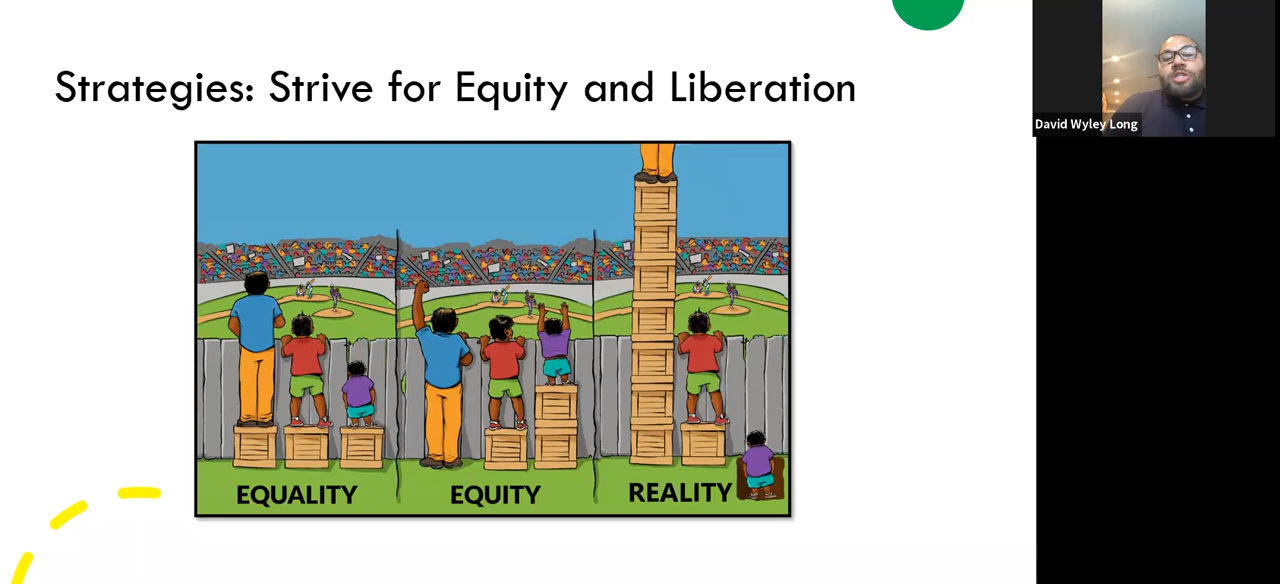 Strategies: Strive for Equity and Liberation
David Wyley Long
EQUALITY
EQUITY
REALITY